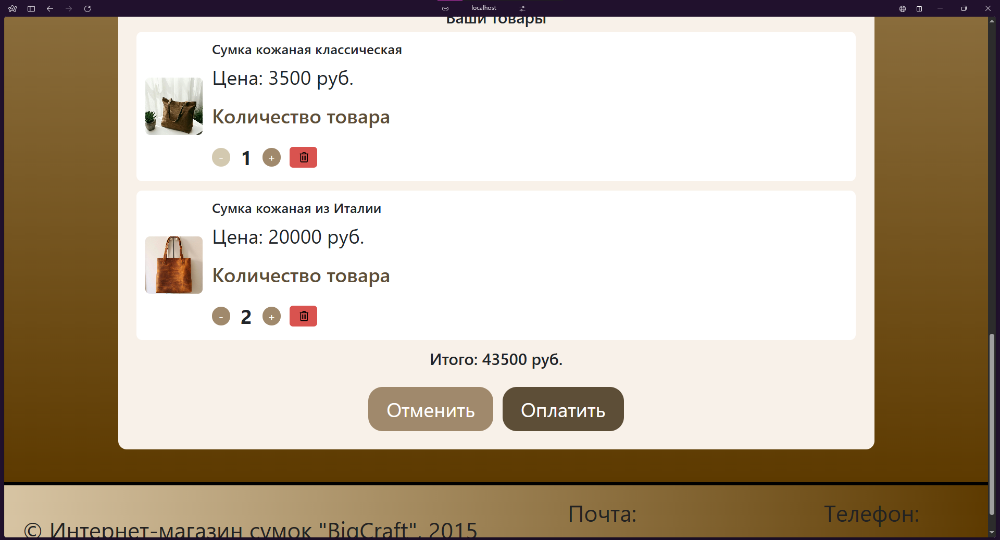 localhost
Ваши товары
Сумка кожаная классическая
Цена: 3500 руб.
Количество товара
- 1 +
Сумка кожаная из Италии
Цена: 20000 руб.
Количество товара
- 2 +
Итого: 43500 руб.
Отменить Оплатить
Почта: Телефон:
© Интернет-магазин сумок "BigCraft", 2015